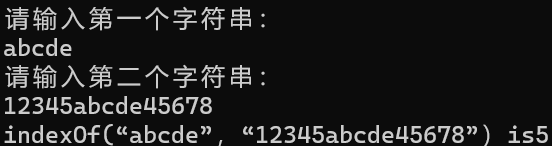 请输入第一个字符串：
abcde
请输入第二个字符串：
12345abcde45678
indexOf(“abcde”, “12345abcde45678”) is5